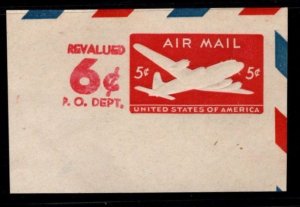 REVALUED
6¢
P. O. DEPT.
AIR MAIL
5¢ 5¢
UNITED STATES OF AMERICA